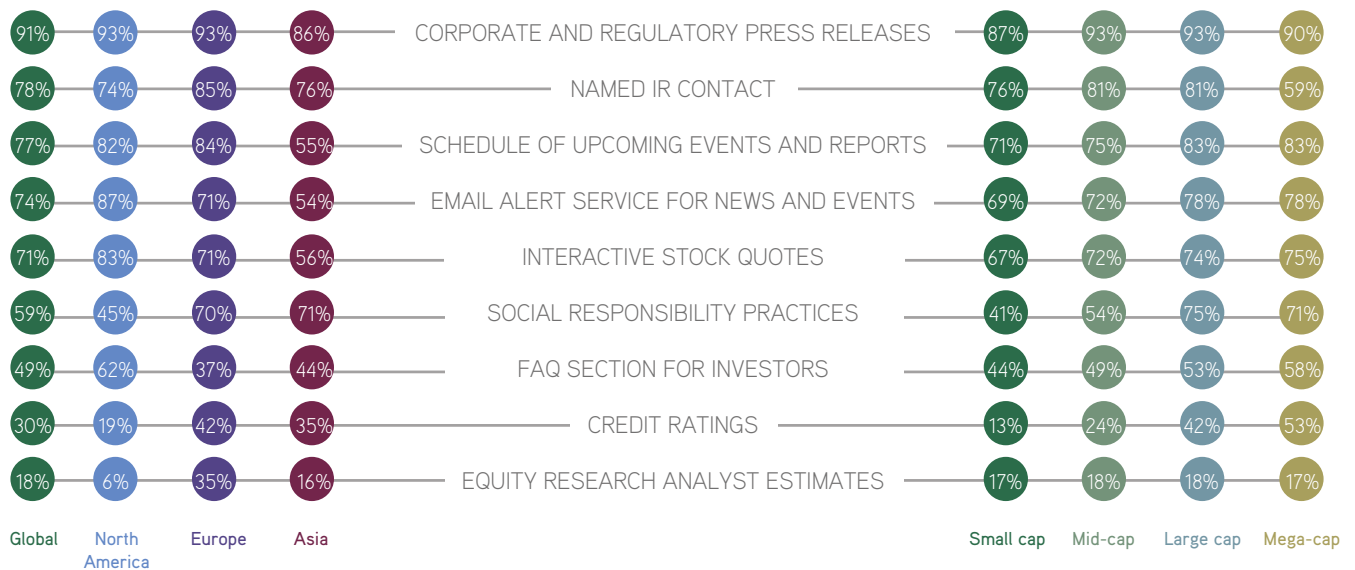 91% 93% 93% 86% CORPORATE AND REGULATORY PRESS RELEASES 87% 93% 93% 90%
78% 74% 85% 76% NAMED IR CONTACT 76% 81% 81% 59%
77% 82% 84% 55% SCHEDULE OF UPCOMING EVENTS AND REPORTS 71% 75% 83% 83%
74% 87% 71% 54% EMAIL ALERT SERVICE FOR NEWS AND EVENTS 69% 72% 78% 78%
71% 83% 71% 56% INTERACTIVE STOCK QUOTES 67% 72% 74% 75%
59% 45% 70% 71% SOCIAL RESPONSIBILITY PRACTICES 41% 54% 75% 71%
49% 62% 37% 44% FAQ SECTION FOR INVESTORS 44% 49% 53% 58%
30% 19% 42% 35% CREDIT RATINGS 13% 24% 42% 53%
18% 6% 35% 16% EQUITY RESEARCH ANALYST ESTIMATES 17% 18% 18% 17%
Global North Europe Asia Small cap Mid-cap Large cap Mega-cap
America